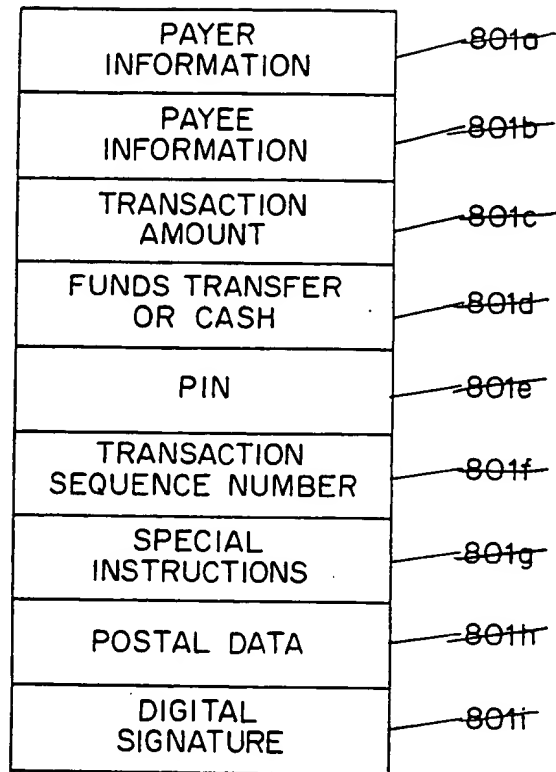 PAYER
INFORMATION
801a
PAYEE
INFORMATION
801b
TRANSACTION
AMOUNT
801c
FUNDS TRANSFER
OR CASH
801d
PIN
801e
TRANSACTION
SEQUENCE NUMBER
801f
SPECIAL
INSTRUCTIONS
801g
POSTAL DATA
801h
DIGITAL
SIGNATURE
801i